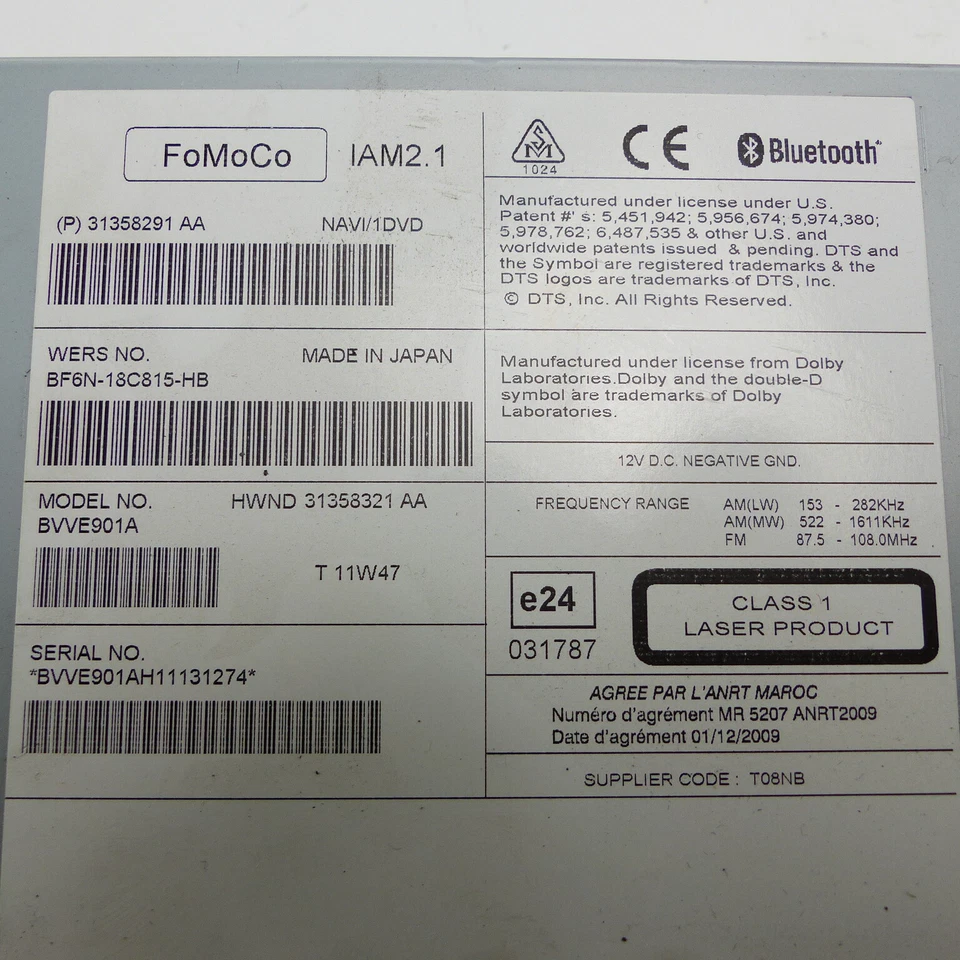 FoMoCo IAM2.1
(P) 31358291 AA NAVI/1DVD
WERS NO. MADE IN JAPAN
BF6N-18C815-HB
MODEL NO. HWND 31358321 AA
BVVE901A
T 11W47
SERIAL NO.
*BVVE901AH11131274*
SM
1024
CE
Bluetooth
Manufactured under license under U.S.
Patent #' s: 5,451,942; 5,956,674; 5,974,380;
5,978,762; 6,487,535 & other U.S. and
worldwide patents issued & pending. DTS and
the Symbol are registered trademarks & the
DTS logos are trademarks of DTS, Inc.
© DTS, Inc. All Rights Reserved.
Manufactured under license from Dolby
Laboratories.Dolby and the double-D
symbol are trademarks of Dolby
Laboratories.
12V D.C. NEGATIVE GND.
FREQUENCY RANGE AM(LW) 153 - 282KHz
AM(MW) 522 - 1611KHz
FM 87.5 - 108.0MHz
e24
031787
CLASS 1
LASER PRODUCT
AGREE PAR L'ANRT MAROC
Numéro d'agrément MR 5207 ANRT2009
Date d'agrément 01/12/2009
SUPPLIER CODE : T08NB